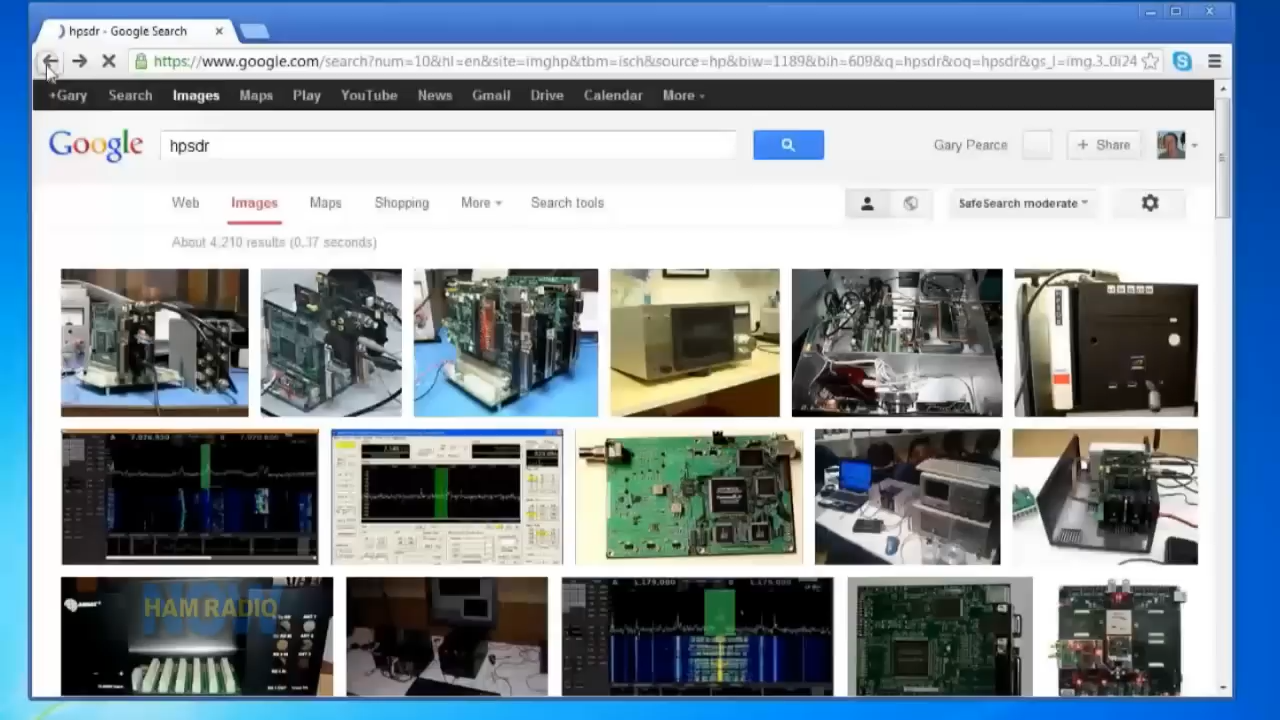 hpsdr - Google Search
https://www.google.com/search?num=10&hl=en&site=imghp&tbm=isch&source=hp&biw=1189&bih=609&q=hpsdr&oq=hpsdr&gs_l=img.3..0i24
+Gary Search Images Maps Play YouTube News Gmail Drive Calendar More
Google hpsdr Gary Pearce + Share
Web Images Maps Shopping More Search tools SafeSearch moderate
About 4,210 results (0.37 seconds)
HAM RADIO
NOW